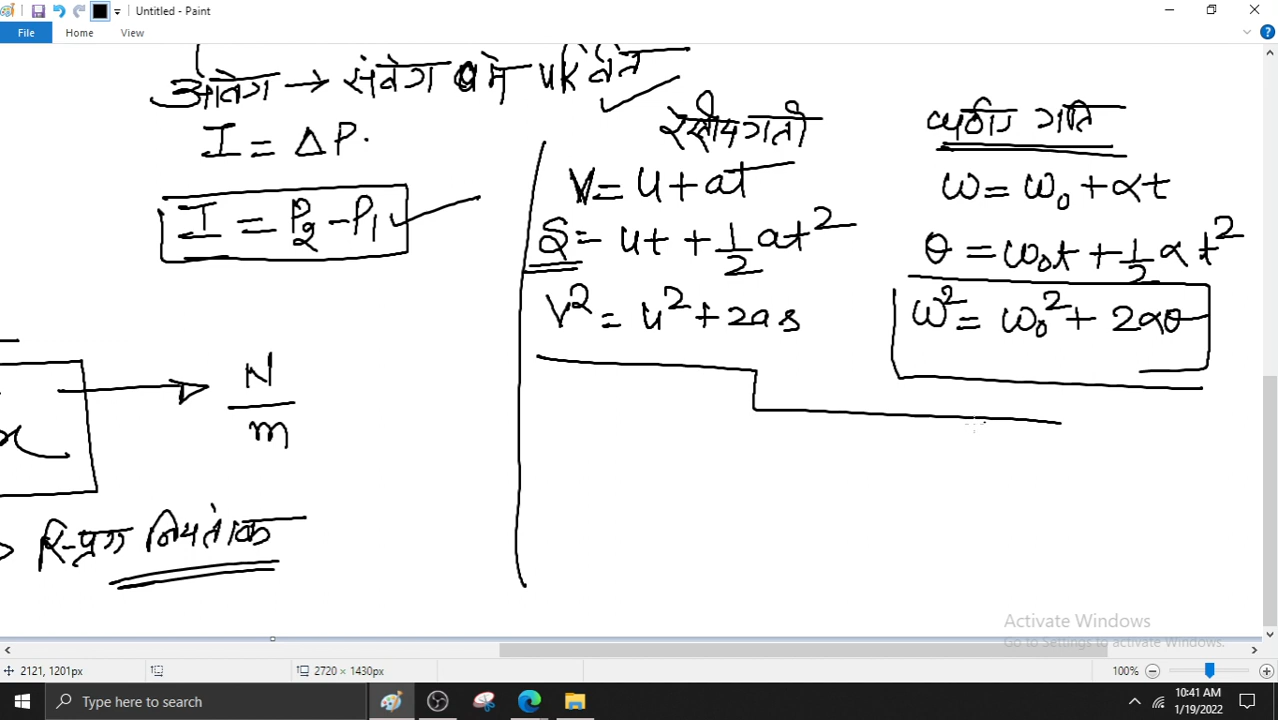 Untitled - Paint
File Home View
आवेग → संवेग में परिवर्तन
I = ΔP.
I = P₂ - P₁
N
m
स्प्रिंग नियतांक
रेखीय गती
V = u + at
S = ut + 1/2 at²
V² = u² + 2as
घूर्णन गति
ω = ω₀ + αt
θ = ω₀t + 1/2 αt²
ω² = ω₀² + 2αθ
Activate Windows
Go to Settings to activate Windows.
2121, 1201px
2720 × 1430px
100%
Type here to search
10:41 AM
1/19/2022